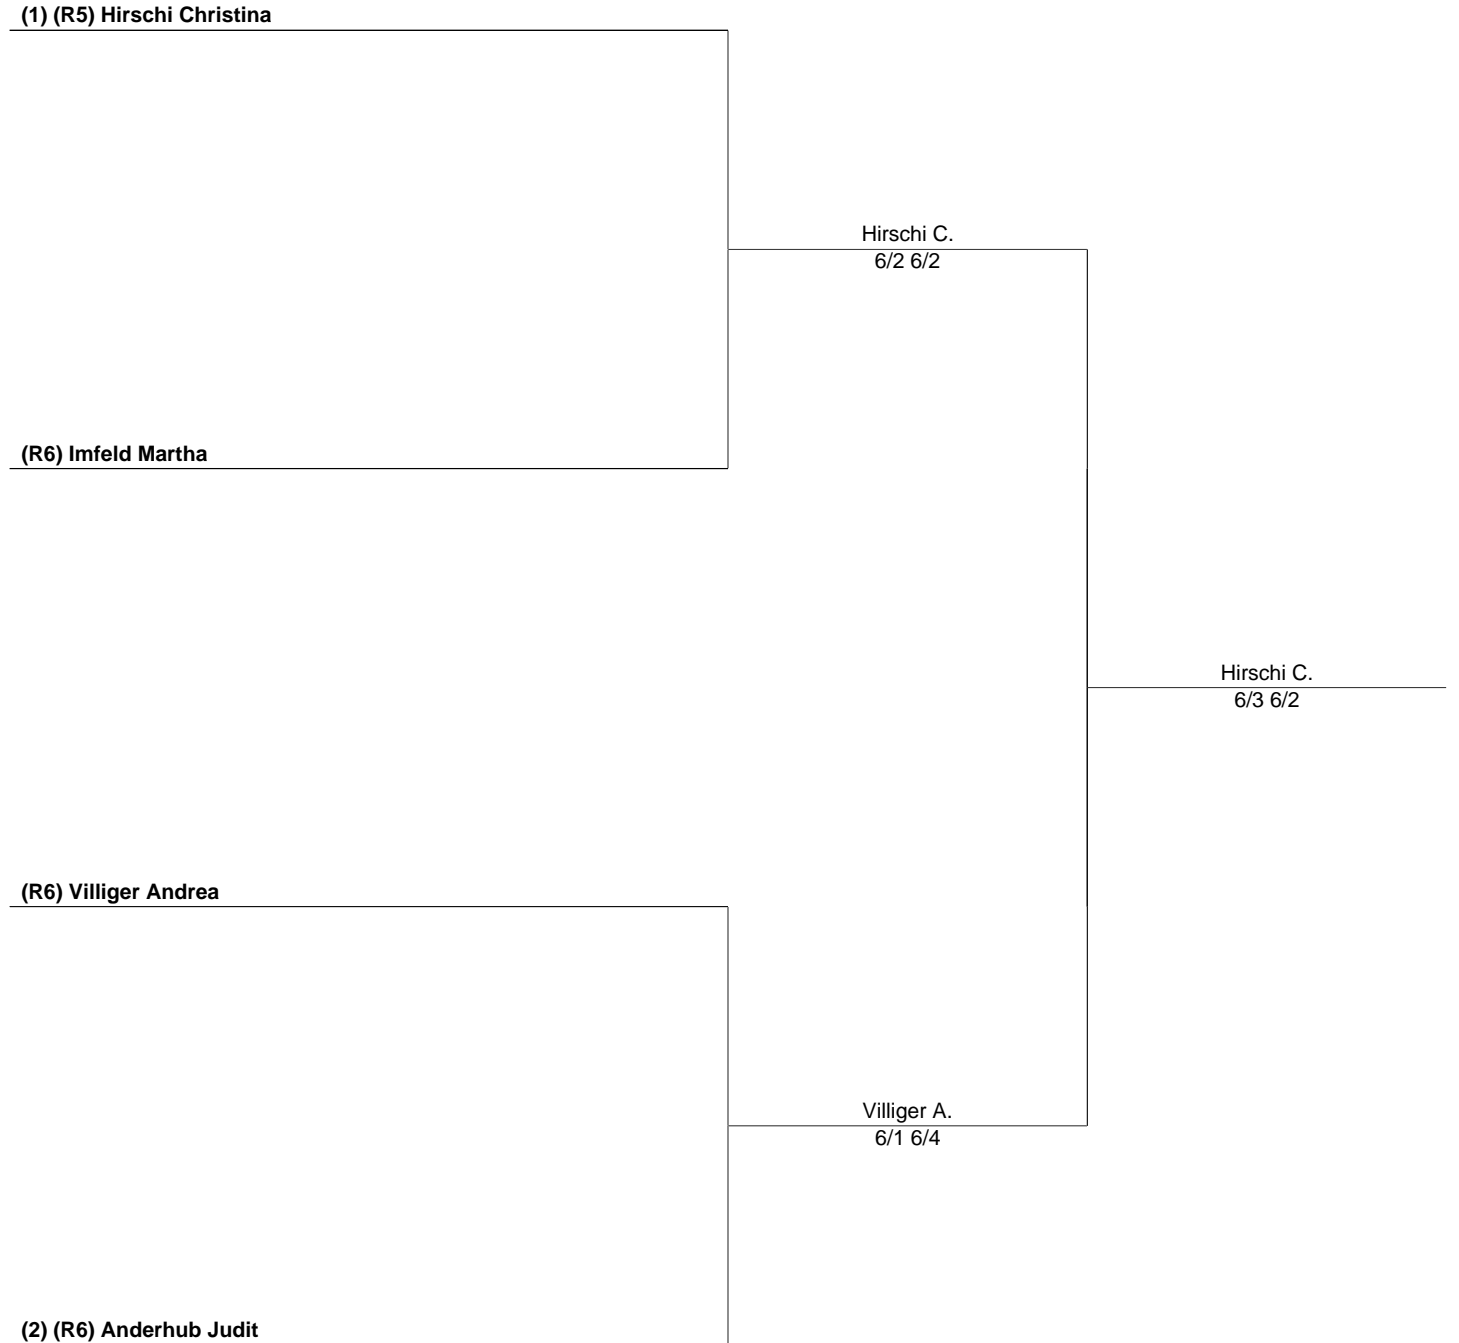 (1) (R5) Hirschi Christina
Hirschi C.
6/2 6/2
(R6) Imfeld Martha
Hirschi C.
6/3 6/2
(R6) Villiger Andrea
Villiger A.
6/1 6/4
(2) (R6) Anderhub Judit